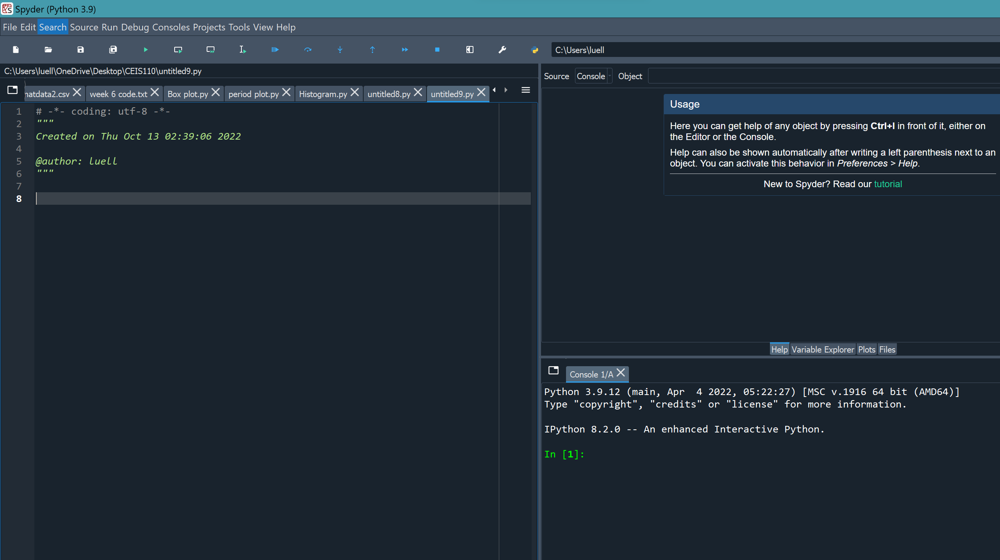 Spyder (Python 3.9)
File Edit Search Source Run Debug Consoles Projects Tools View Help
C:\Users\luell
C:\Users\luell\OneDrive\Desktop\CEIS110\untitled9.py
Source Console Object
natdata2.csv week 6 code.txt Box plot.py period plot.py Histogram.py untitled8.py untitled9.py
1 # -*- coding: utf-8 -*-
2 """
3 Created on Thu Oct 13 02:39:06 2022
4
5 @author: luell
6 """
7
8
Usage
Here you can get help of any object by pressing Ctrl+I in front of it, either on
the Editor or the Console.
Help can also be shown automatically after writing a left parenthesis next to an
object. You can activate this behavior in Preferences > Help.
New to Spyder? Read our tutorial
Help Variable Explorer Plots Files
Console 1/A
Python 3.9.12 (main, Apr  4 2022, 05:22:27) [MSC v.1916 64 bit (AMD64)]
Type "copyright", "credits" or "license" for more information.
IPython 8.2.0 -- An enhanced Interactive Python.
In [1]: